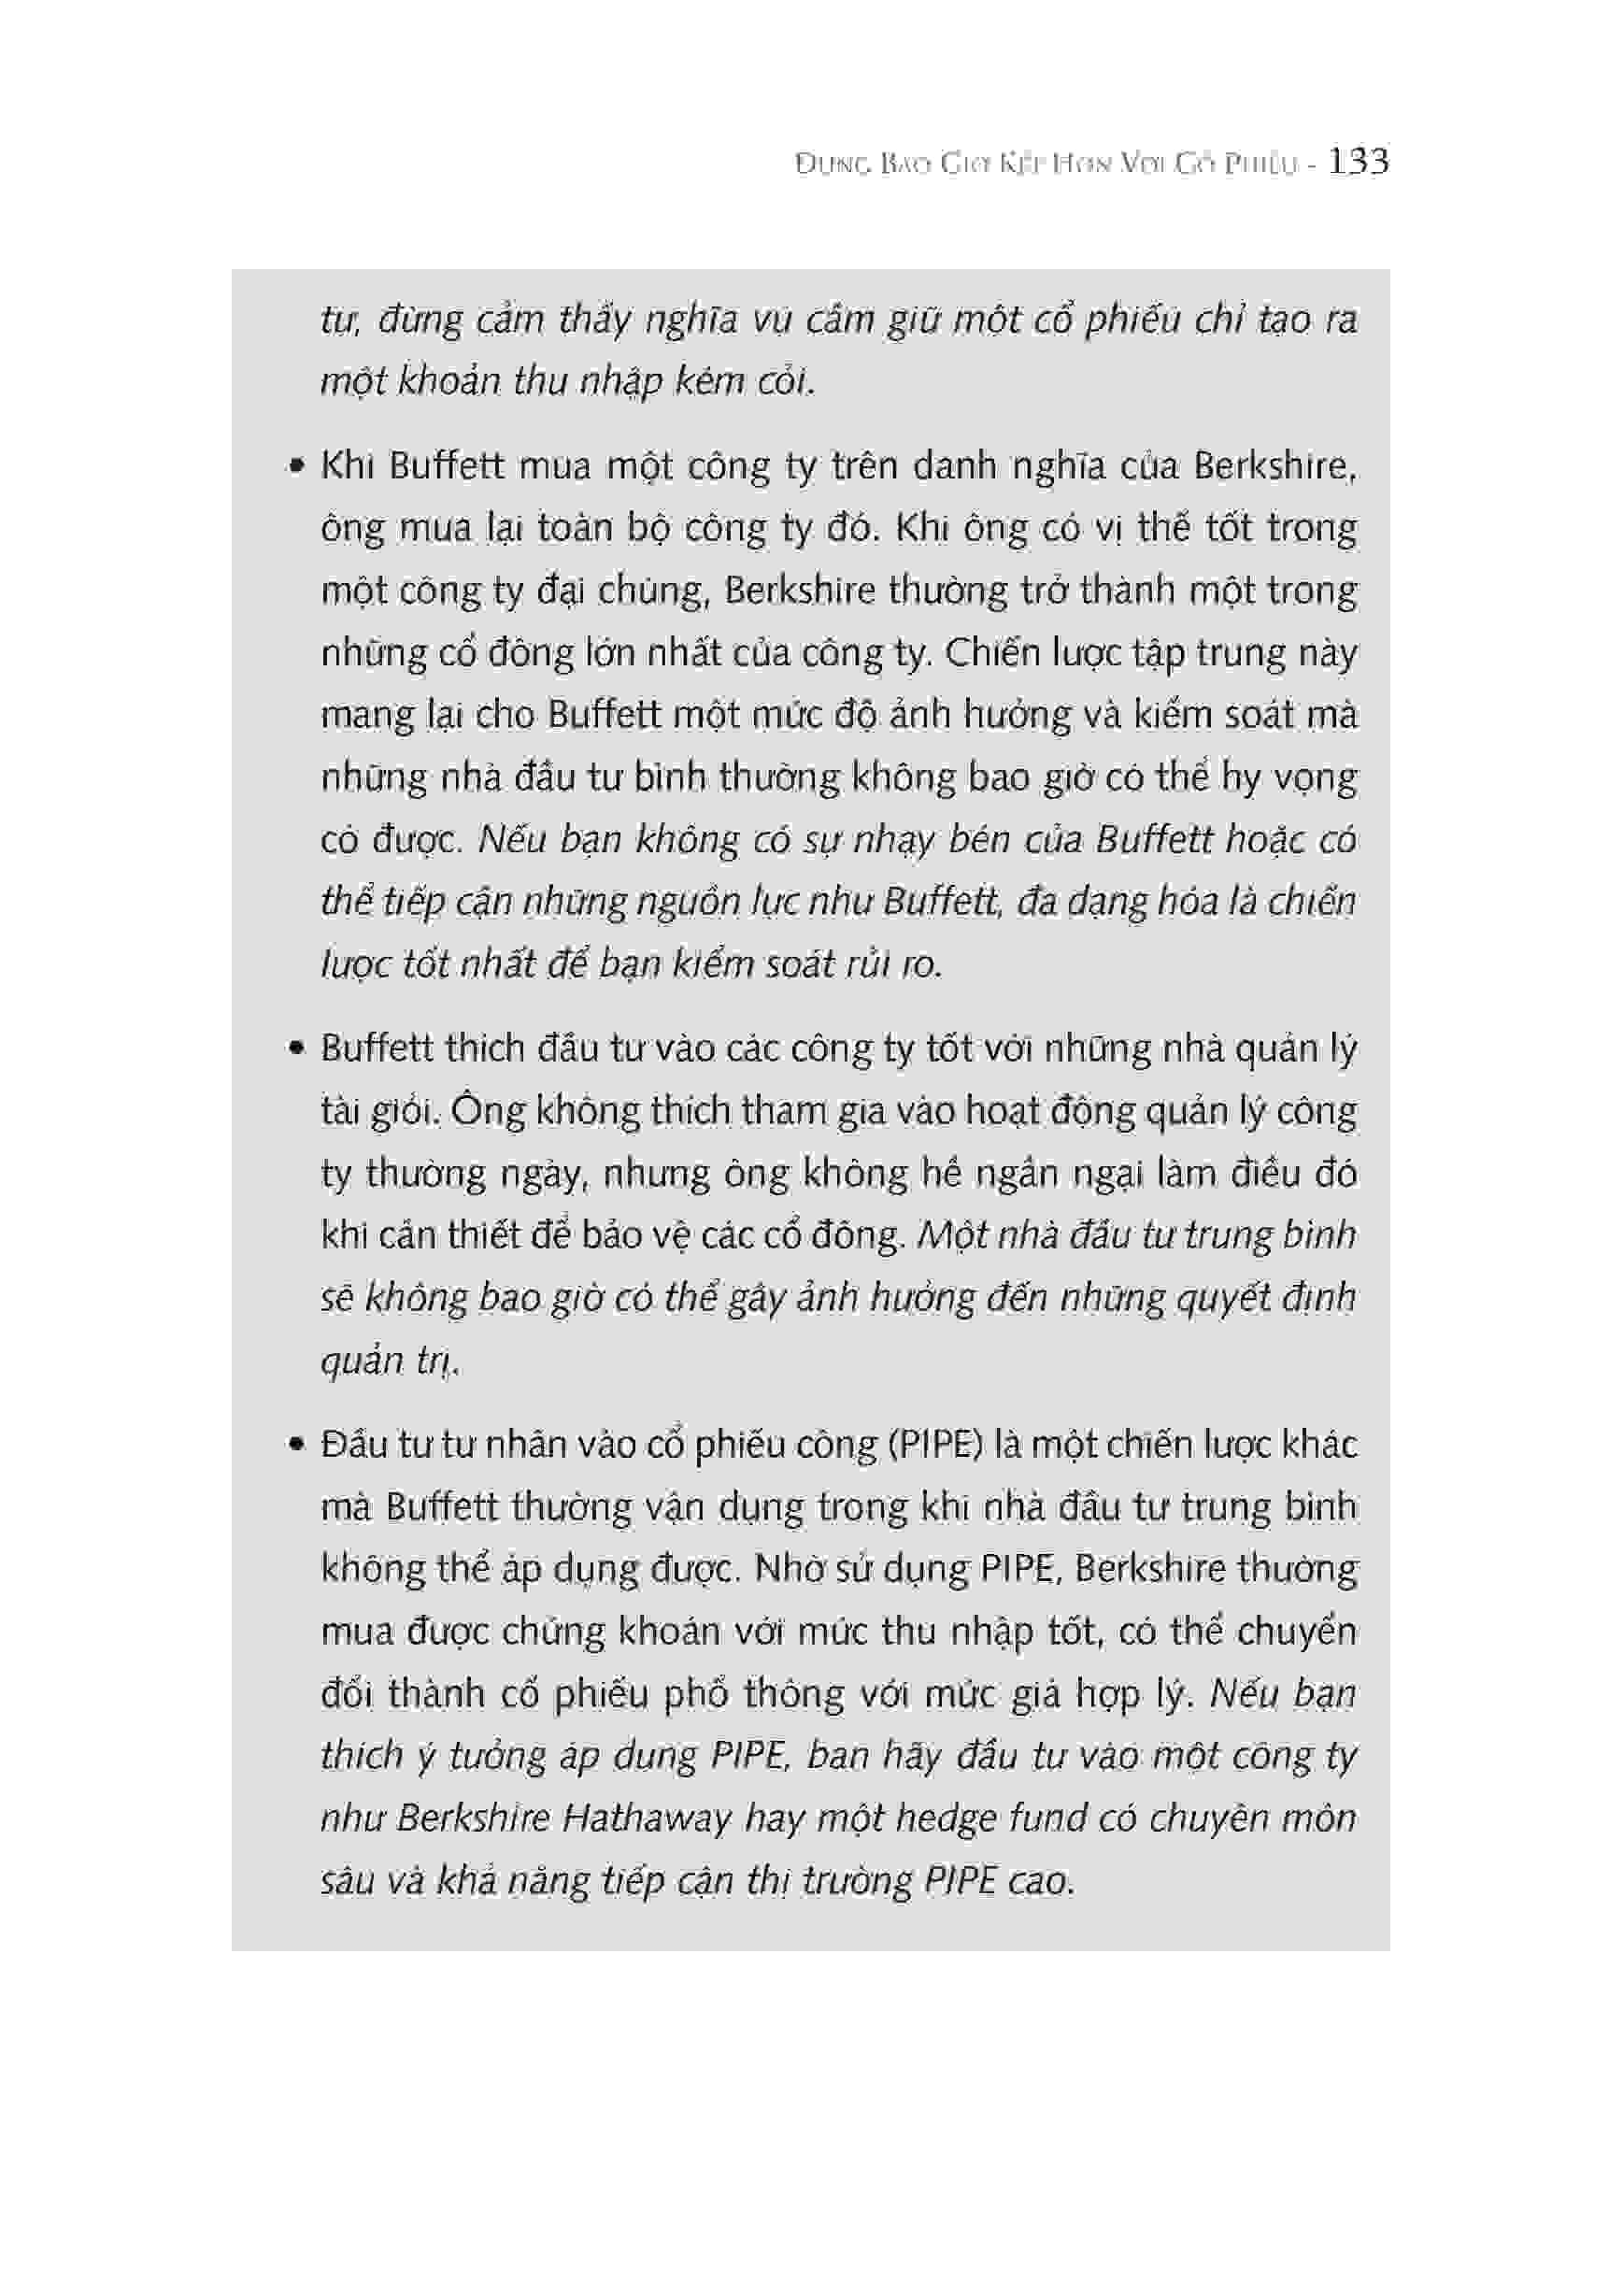 ĐỪNG BAO GIỜ KẾT HÔN VỚI CỔ PHIẾU - 133
tư, đừng cảm thấy nghĩa vụ cầm giữ một cổ phiếu chỉ tạo ra
một khoản thu nhập kém cỏi.
• Khi Buffett mua một công ty trên danh nghĩa của Berkshire,
ông mua lại toàn bộ công ty đó. Khi ông có vị thế tốt trong
một công ty đại chúng, Berkshire thường trở thành một trong
những cổ đông lớn nhất của công ty. Chiến lược tập trung này
mang lại cho Buffett một mức độ ảnh hưởng và kiểm soát mà
những nhà đầu tư bình thường không bao giờ có thể hy vọng
có được. Nếu bạn không có sự nhạy bén của Buffett hoặc có
thể tiếp cận những nguồn lực như Buffett, đa dạng hóa là chiến
lược tốt nhất để bạn kiểm soát rủi ro.
• Buffett thích đầu tư vào các công ty tốt với những nhà quản lý
tài giỏi. Ông không thích tham gia vào hoạt động quản lý công
ty thường ngày, nhưng ông không hề ngần ngại làm điều đó
khi cần thiết để bảo vệ các cổ đông. Một nhà đầu tư trung bình
sẽ không bao giờ có thể gây ảnh hưởng đến những quyết định
quản trị.
• Đầu tư tư nhân vào cổ phiếu công (PIPE) là một chiến lược khác
mà Buffett thường vận dụng trong khi nhà đầu tư trung bình
không thể áp dụng được. Nhờ sử dụng PIPE, Berkshire thường
mua được chứng khoán với mức thu nhập tốt, có thể chuyển
đổi thành cổ phiếu phổ thông với mức giá hợp lý. Nếu bạn
thích ý tưởng áp dụng PIPE, bạn hãy đầu tư vào một công ty
như Berkshire Hathaway hay một hedge fund có chuyên môn
sâu và khả năng tiếp cận thị trường PIPE cao.